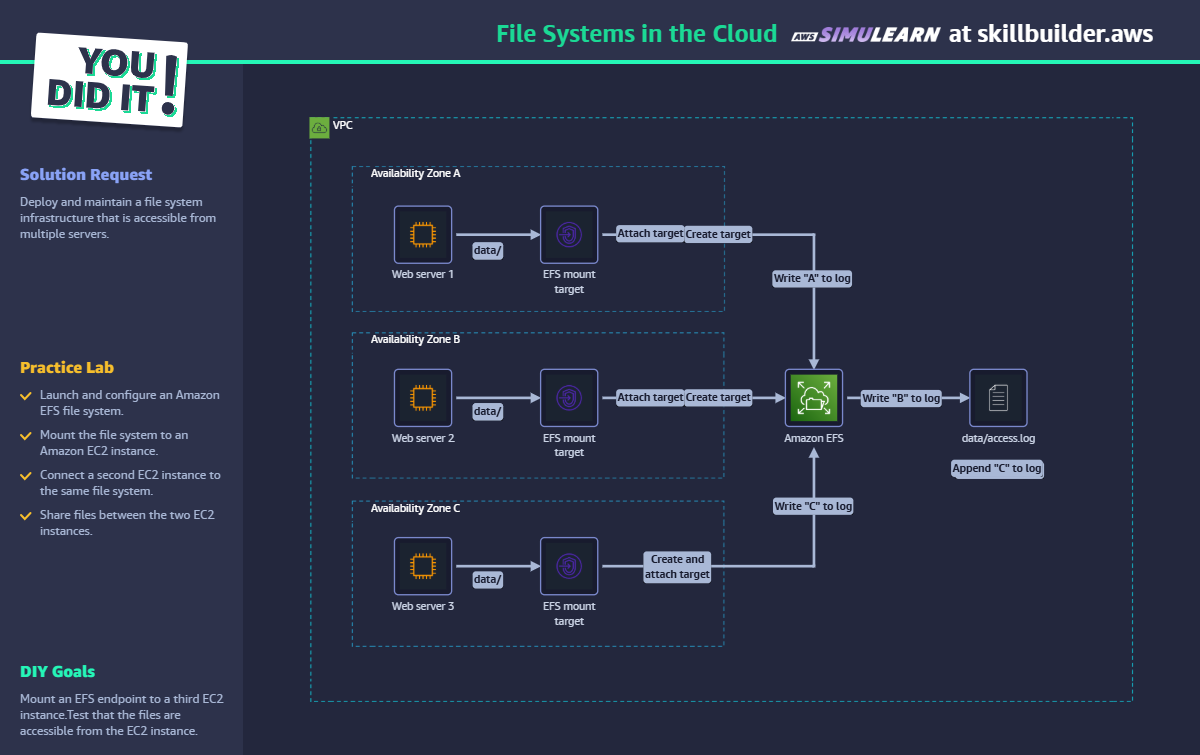 File Systems in the Cloud aws SIMULEARN at skillbuilder.aws
YOU
DID IT!
Solution Request
Deploy and maintain a file system
infrastructure that is accessible from
multiple servers.
Practice Lab
Launch and configure an Amazon
EFS file system.
Mount the file system to an
Amazon EC2 instance.
Connect a second EC2 instance to
the same file system.
Share files between the two EC2
instances.
DIY Goals
Mount an EFS endpoint to a third EC2
instance.Test that the files are
accessible from the EC2 instance.
VPC
Availability Zone A
Web server 1
data/
EFS mount
target
Attach target
Create target
Write "A" to log
Availability Zone B
Web server 2
data/
EFS mount
target
Attach target
Create target
Amazon EFS
Write "B" to log
data/access.log
Append "C" to log
Availability Zone C
Web server 3
data/
EFS mount
target
Create and
attach target
Write "C" to log